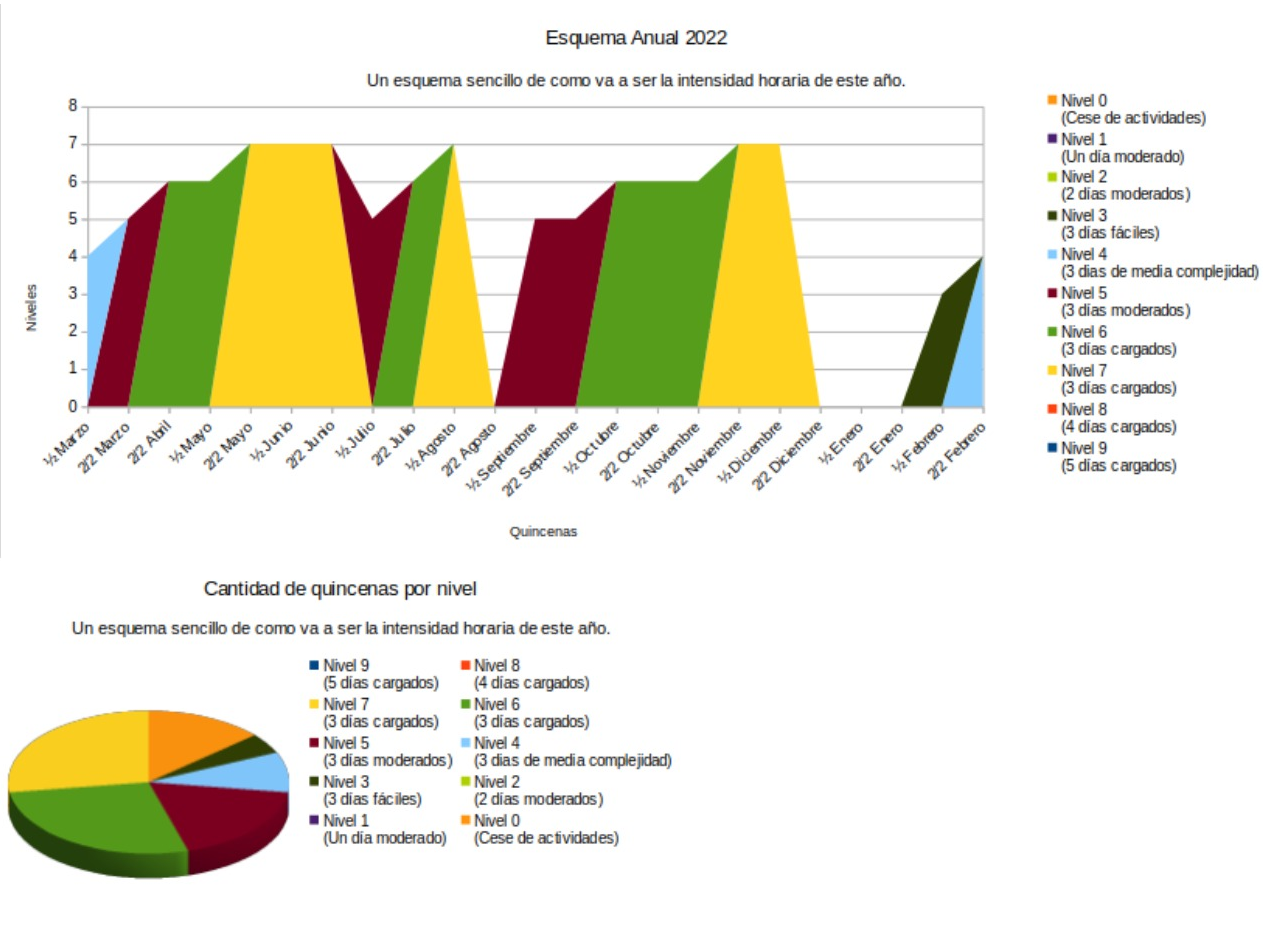 Esquema Anual 2022
Un esquema sencillo de como va a ser la intensidad horaria de este año.
Niveles
8
7
6
5
4
3
2
1
0
½ Marzo
2/2 Marzo
2/2 Abril
½ Mayo
2/2 Mayo
½ Junio
2/2 Junio
½ Julio
2/2 Julio
½ Agosto
2/2 Agosto
½ Septiembre
2/2 Septiembre
½ Octubre
2/2 Octubre
½ Noviembre
2/2 Noviembre
½ Diciembre
2/2 Diciembre
½ Enero
2/2 Enero
½ Febrero
2/2 Febrero
Quincenas
Nivel 0
(Cese de actividades)
Nivel 1
(Un día moderado)
Nivel 2
(2 días moderados)
Nivel 3
(3 días fáciles)
Nivel 4
(3 dias de media complejidad)
Nivel 5
(3 días moderados)
Nivel 6
(3 días cargados)
Nivel 7
(3 días cargados)
Nivel 8
(4 días cargados)
Nivel 9
(5 días cargados)
Cantidad de quincenas por nivel
Un esquema sencillo de como va a ser la intensidad horaria de este año.
Nivel 9
(5 días cargados)
Nivel 8
(4 días cargados)
Nivel 7
(3 días cargados)
Nivel 6
(3 días cargados)
Nivel 5
(3 días moderados)
Nivel 4
(3 dias de media complejidad)
Nivel 3
(3 días fáciles)
Nivel 2
(2 días moderados)
Nivel 1
(Un día moderado)
Nivel 0
(Cese de actividades)